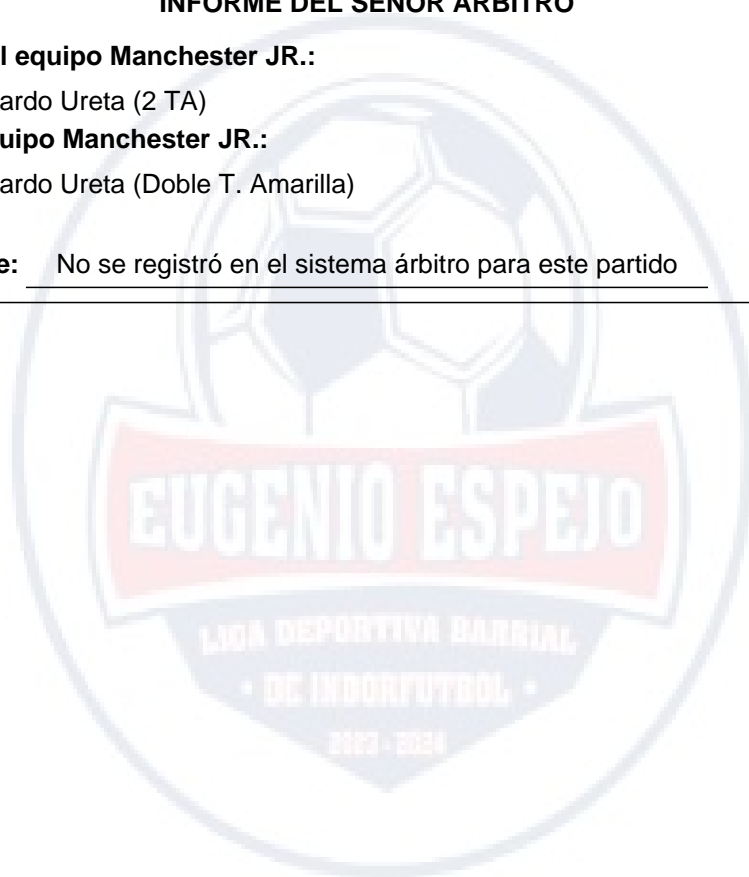 INFORME DEL SEÑOR ÁRBITRO
l equipo Manchester JR.:
ardo Ureta (2 TA)
uipo Manchester JR.:
ardo Ureta (Doble T. Amarilla)
e: No se registró en el sistema árbitro para este partido
EUGENIO ESPEJO
LIGA DEPORTIVA BARRIAL
• DE INDORFUTBOL •
2023 - 2024